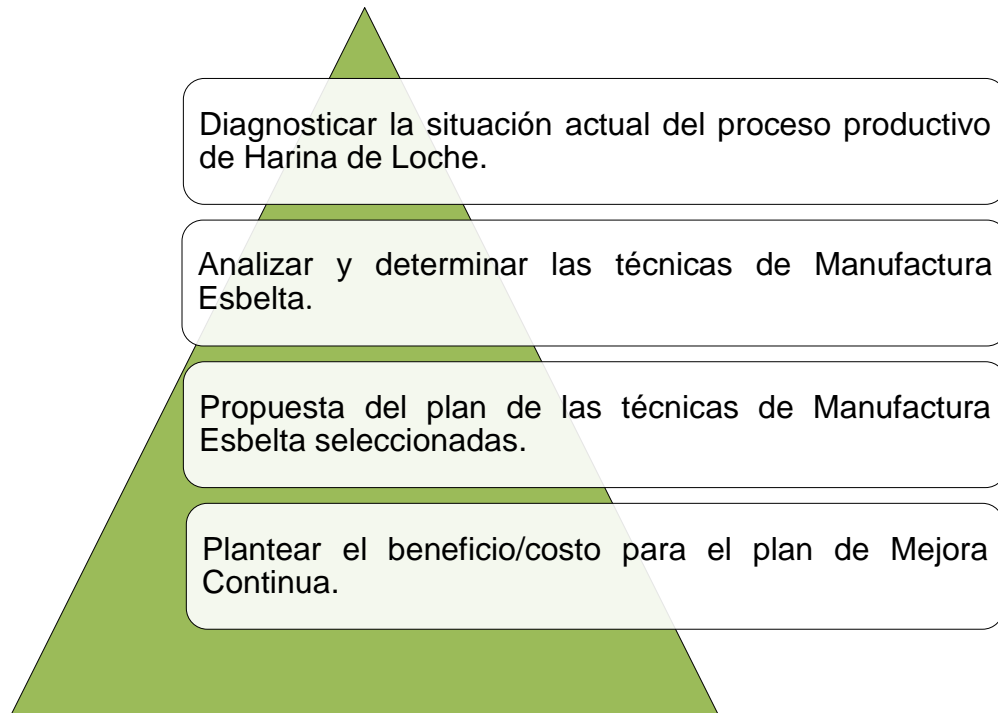 Diagnosticar la situación actual del proceso productivo
de Harina de Loche.
Analizar y determinar las técnicas de Manufactura
Esbelta.
Propuesta del plan de las técnicas de Manufactura
Esbelta seleccionadas.
Plantear el beneficio/costo para el plan de Mejora
Continua.